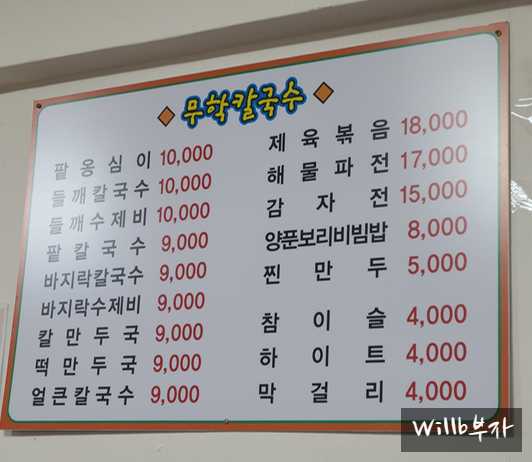 무학칼국수
팥옹심이 10,000
들깨칼국수 10,000
들깨수제비 10,000
팥칼국수 9,000
바지락칼국수 9,000
바지락수제비 9,000
칼만두국 9,000
떡만두국 9,000
얼큰칼국수 9,000
제육볶음 18,000
해물파전 17,000
감자전 15,000
양푼보리비빔밥 8,000
찐만두 5,000
참이슬 4,000
하이트 4,000
막걸리 4,000
Willb부자